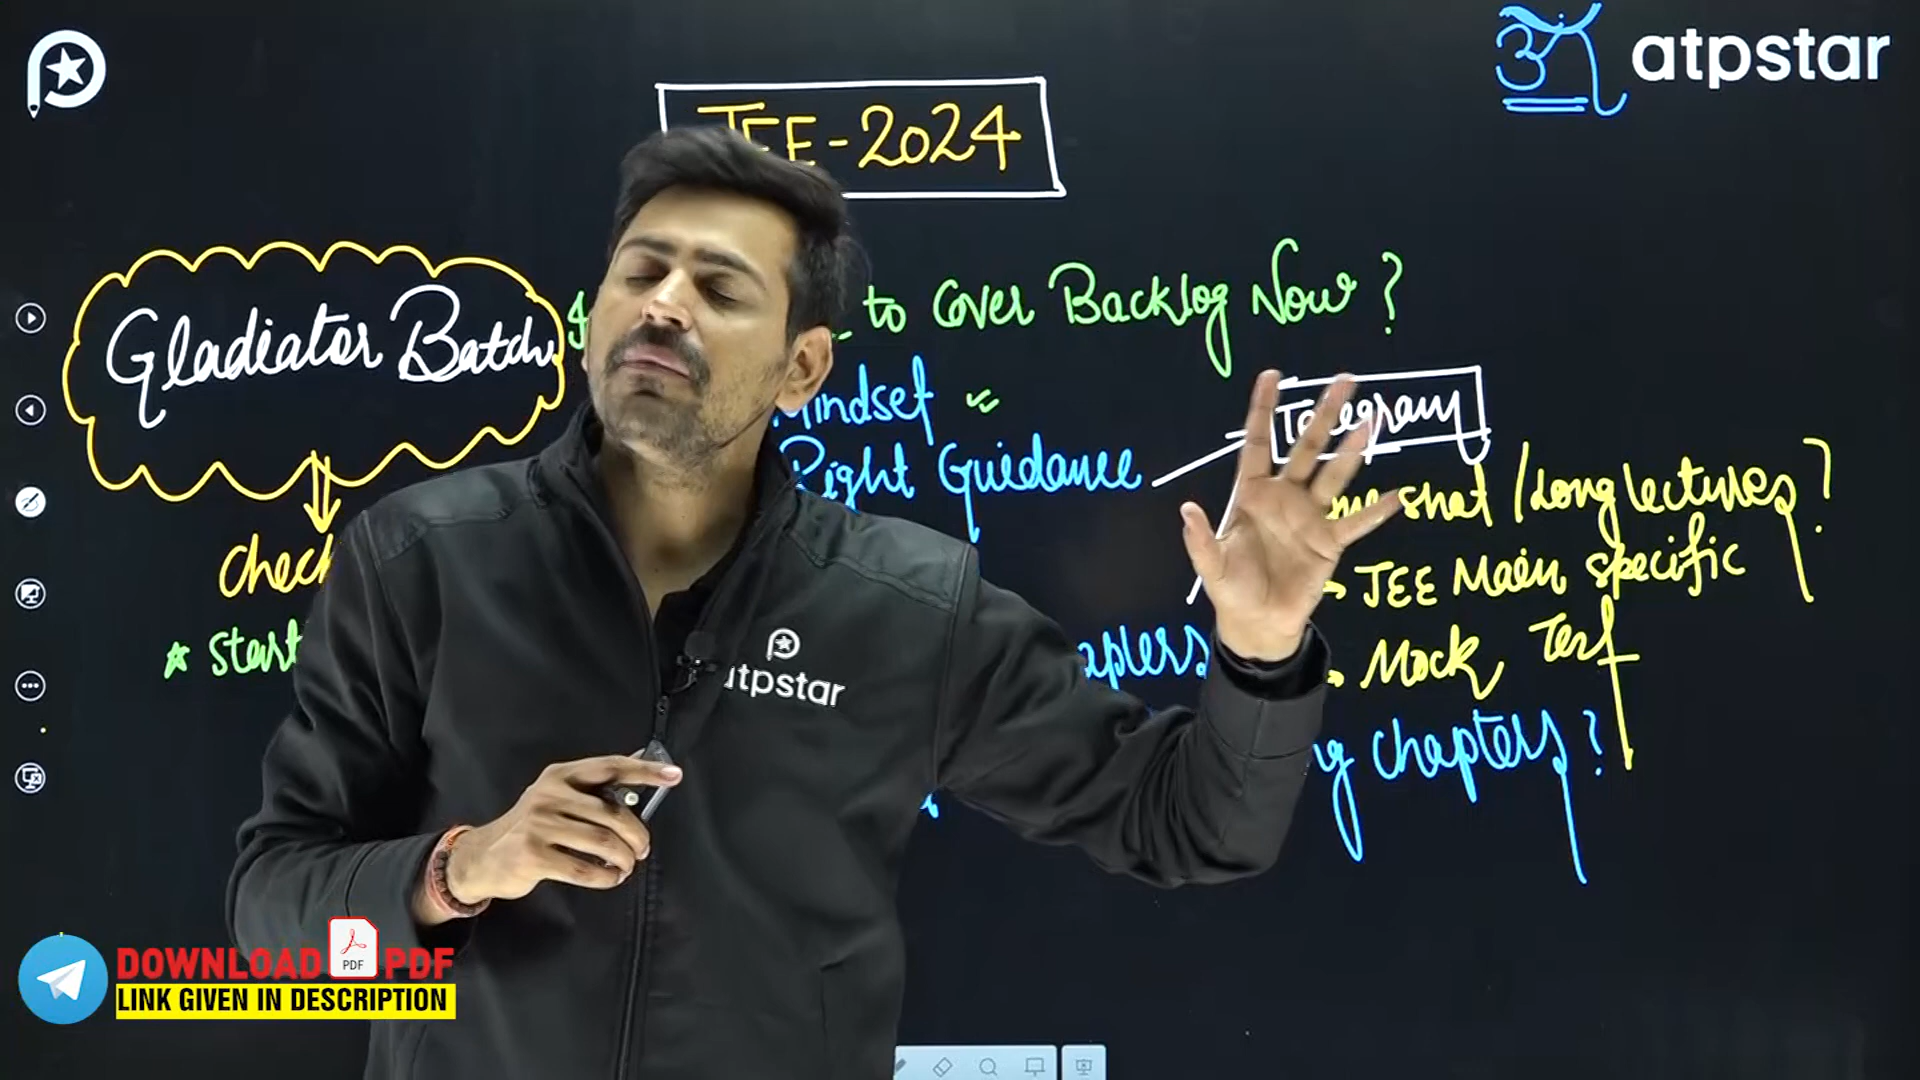 ॐ atpstar
JEE-2024
Gladiator Batch
to Cover Backlog Now ?
Mindset
Telegram
Right Guidance
shot / Long lectures ?
Check
JEE Main specific
Start
Mock Test
atpstar
chapters ?
DOWNLOAD PDF PDF
LINK GIVEN IN DESCRIPTION